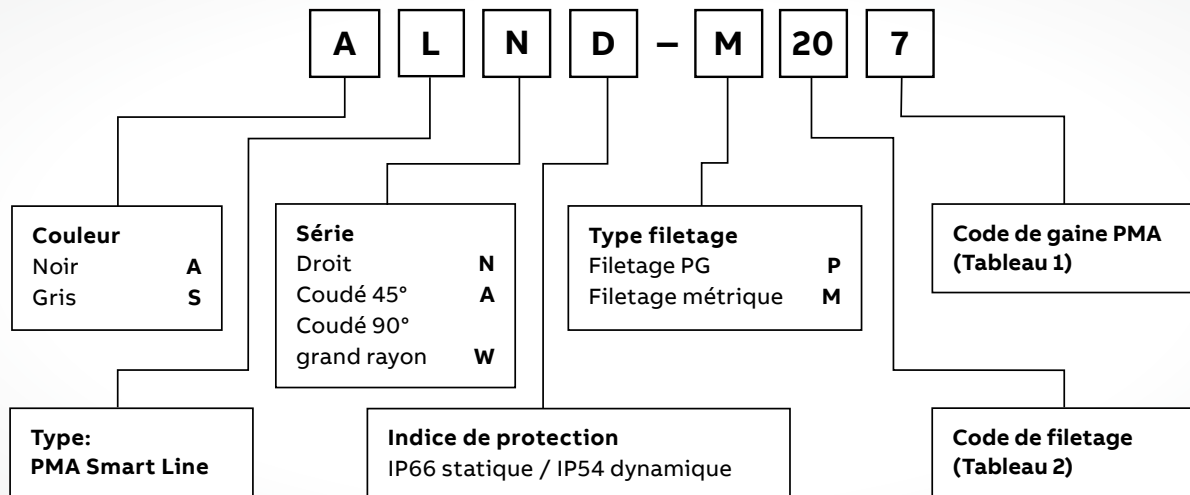 A L N D – M 20 7
Couleur
Noir A
Gris S
Série
Droit N
Coudé 45° A
Coudé 90°
grand rayon W
Type filetage
Filetage PG P
Filetage métrique M
Code de gaine PMA
(Tableau 1)
Type:
PMA Smart Line
Indice de protection
IP66 statique / IP54 dynamique
Code de filetage
(Tableau 2)